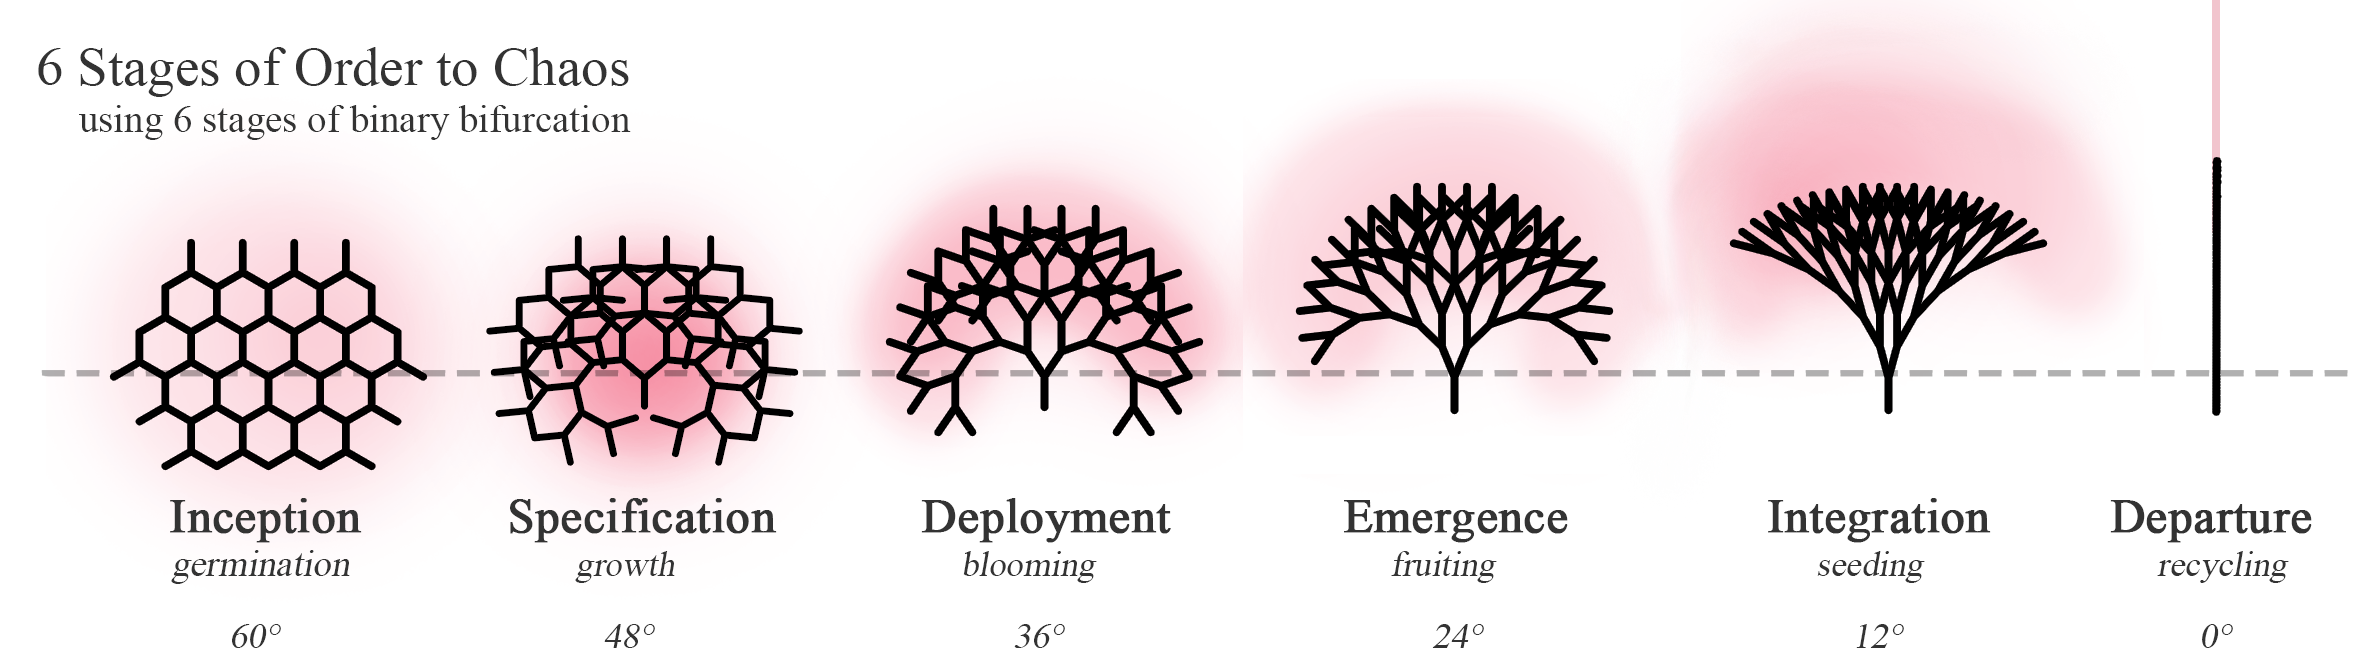 6 Stages of Order to Chaos
using 6 stages of binary bifurcation
Inception
germination
60°
Specification
growth
48°
Deployment
blooming
36°
Emergence
fruiting
24°
Integration
seeding
12°
Departure
recycling
0°